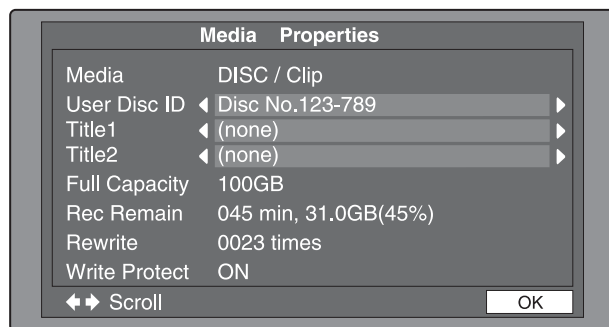 Media Properties
Media DISC / Clip
User Disc ID Disc No.123-789
Title1 (none)
Title2 (none)
Full Capacity 100GB
Rec Remain 045 min, 31.0GB(45%)
Rewrite 0023 times
Write Protect ON
Scroll OK